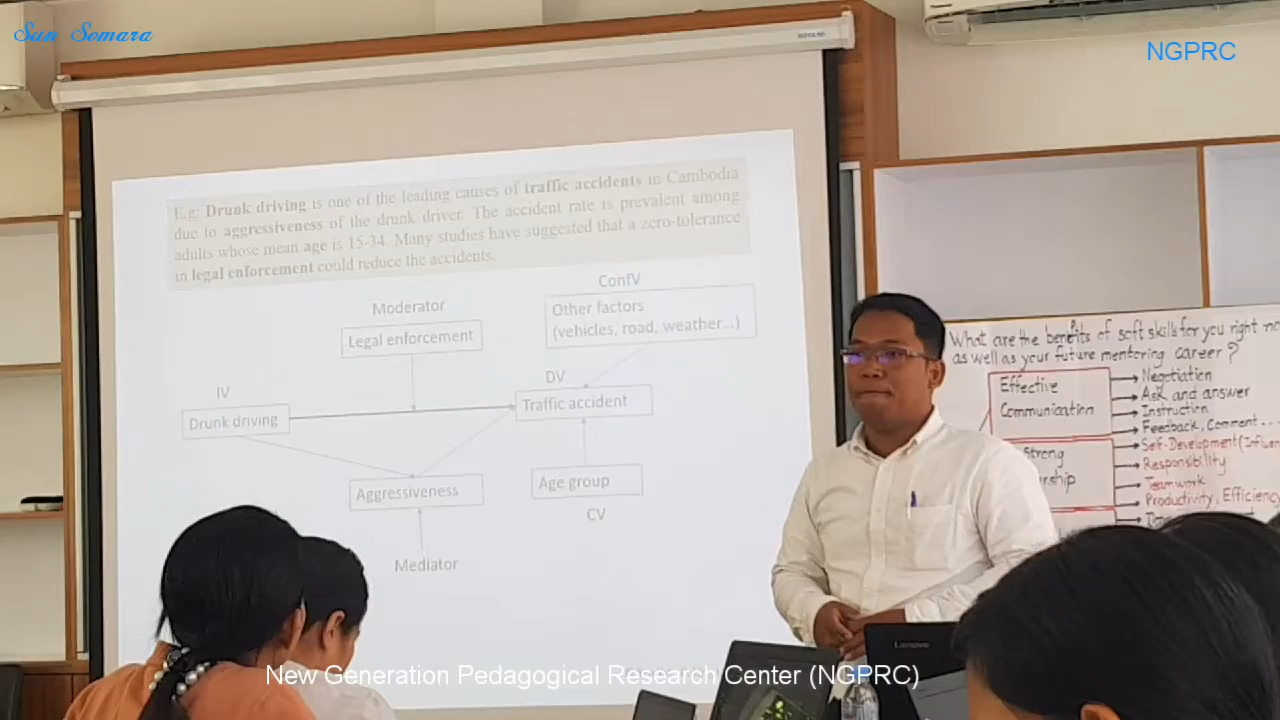 Sun Somara
NGPRC
E.g: Drunk driving is one of the leading causes of traffic accidents in Cambodia
due to aggressiveness of the drunk driver. The accident rate is prevalent among
adults whose mean age is 15-34. Many studies have suggested that a zero-tolerance
in legal enforcement could reduce the accidents.
Moderator
Legal enforcement
ConfV
Other factors
(vehicles, road, weather...)
IV
Drunk driving
DV
Traffic accident
Aggressiveness
Mediator
Age group
CV
What are the benefits of soft skills for you right
as well as your future mentoring career?
Effective
Communication
Negotiation
Ask and answer
Instruction
Feedback, Comment...
Strong
Self-Development
Responsibility
Teamwork
Productivity, Efficiency
Lenovo
New Generation Pedagogical Research Center (NGPRC)